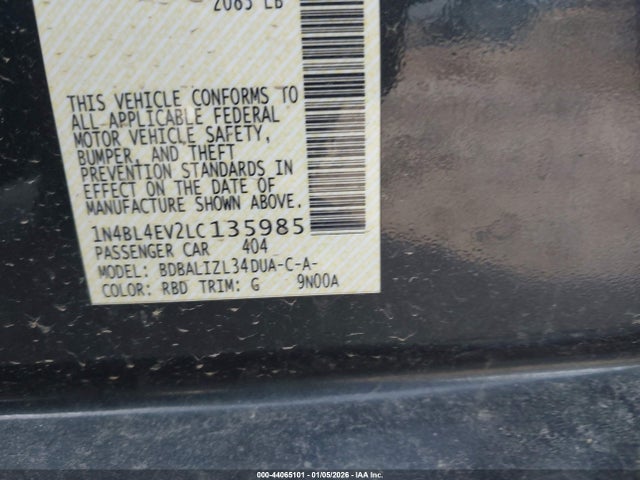 2083 LB
THIS VEHICLE CONFORMS TO
ALL APPLICABLE FEDERAL
MOTOR VEHICLE SAFETY,
BUMPER, AND THEFT
PREVENTION STANDARDS IN
EFFECT ON THE DATE OF
MANUFACTURE SHOWN ABOVE.
1N4BL4EV2LC135985
PASSENGER CAR 404
MODEL: BDBALIZL34DUA-C-A-
COLOR: RBD TRIM: G 9N00A
000-44065101 - 01/05/2026 - IAA Inc.